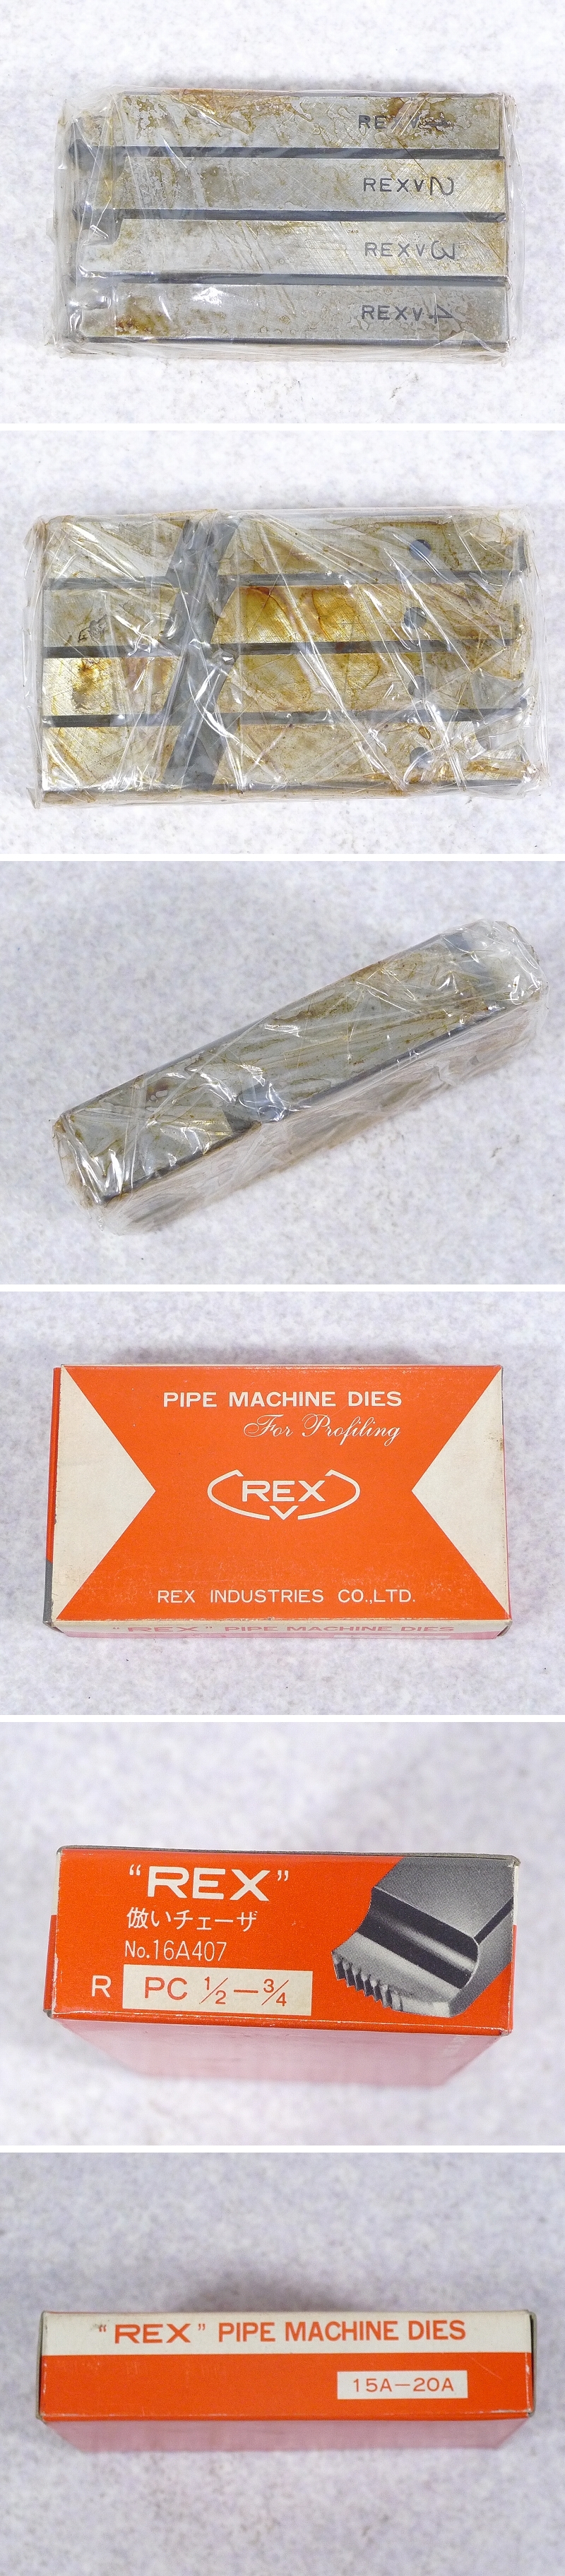 REXV
REXV2
REXV3
REXV4
PIPE MACHINE DIES
For Profiling
REX
REX INDUSTRIES CO.,LTD.
"REX" PIPE MACHINE DIES
"REX"
倣いチェーザ
No.16A407
R PC 1/2—3/4
"REX" PIPE MACHINE DIES
15A—20A